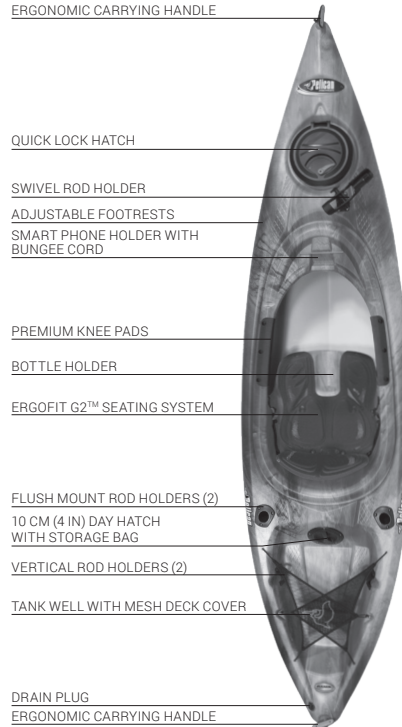 ERGONOMIC CARRYING HANDLE
Pelican
QUICK LOCK HATCH
SWIVEL ROD HOLDER
ADJUSTABLE FOOTRESTS
SMART PHONE HOLDER WITH
BUNGEE CORD
PREMIUM KNEE PADS
BOTTLE HOLDER
ERGOFIT G2™ SEATING SYSTEM
FLUSH MOUNT ROD HOLDERS (2)
10 CM (4 IN) DAY HATCH
WITH STORAGE BAG
VERTICAL ROD HOLDERS (2)
TANK WELL WITH MESH DECK COVER
DRAIN PLUG
ERGONOMIC CARRYING HANDLE